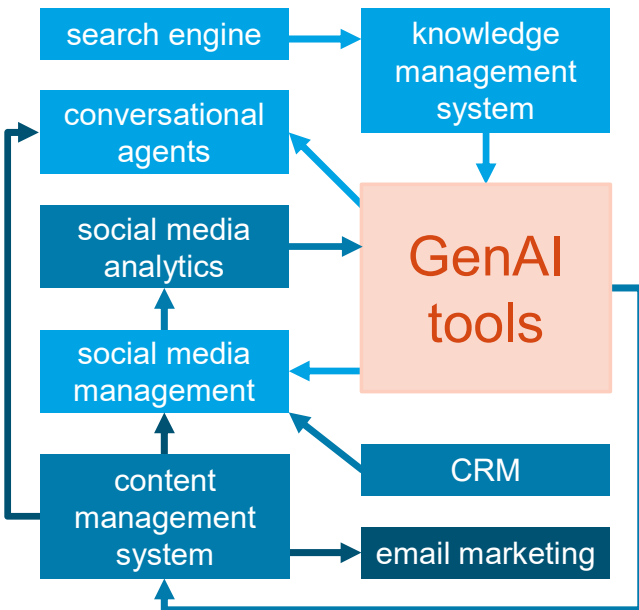 search engine
knowledge
management
system
conversational
agents
social media
analytics
GenAI
tools
social media
management
content
management
system
CRM
email marketing